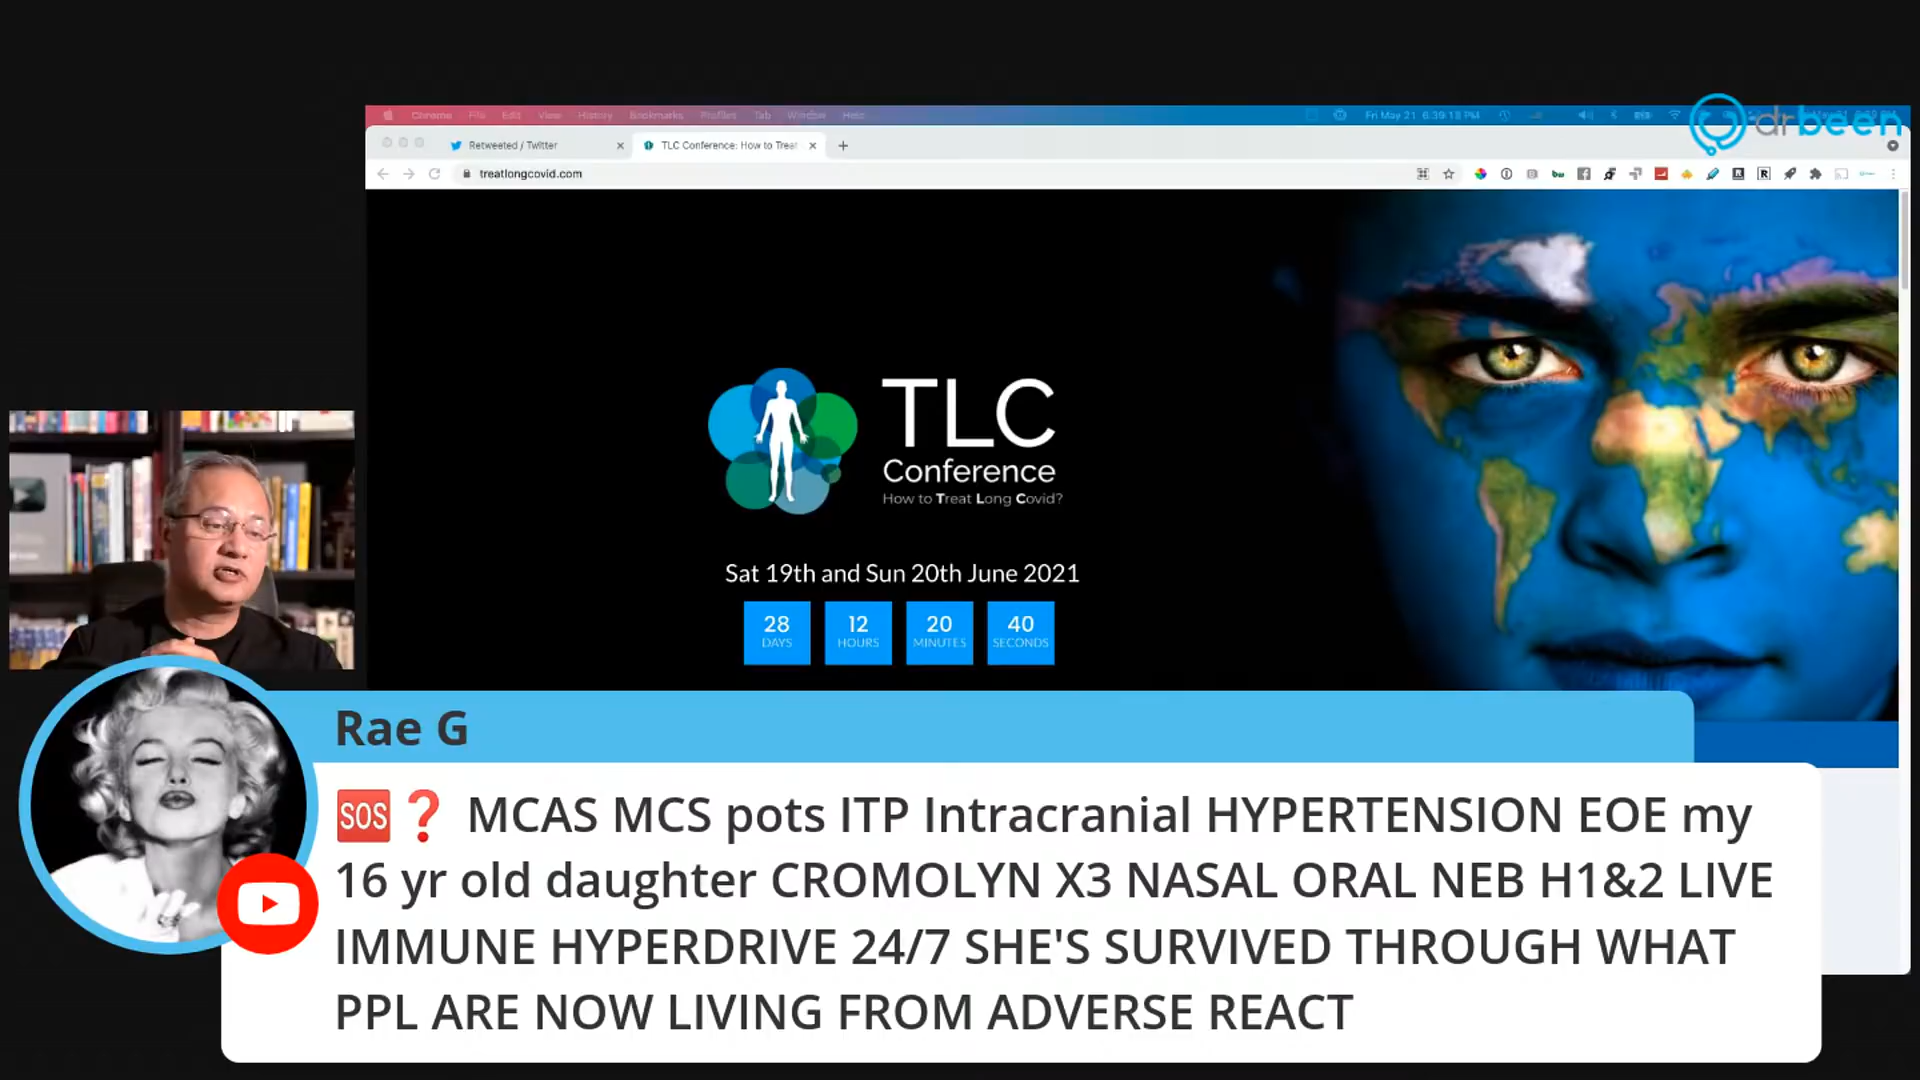 Chrome File Edit View History Bookmarks Profiles Tab Window Help
Fri May 21 6:39:18 PM
drbeen
Retweeted / Twitter
TLC Conference: How to Treat
treatlongcovid.com
TLC
Conference
How to Treat Long Covid?
Sat 19th and Sun 20th June 2021
28 12 20 40
DAYS HOURS MINUTES SECONDS
Rae G
🆘❓ MCAS MCS pots ITP Intracranial HYPERTENSION EOE my
16 yr old daughter CROMOLYN X3 NASAL ORAL NEB H1&2 LIVE
IMMUNE HYPERDRIVE 24/7 SHE'S SURVIVED THROUGH WHAT
PPL ARE NOW LIVING FROM ADVERSE REACT